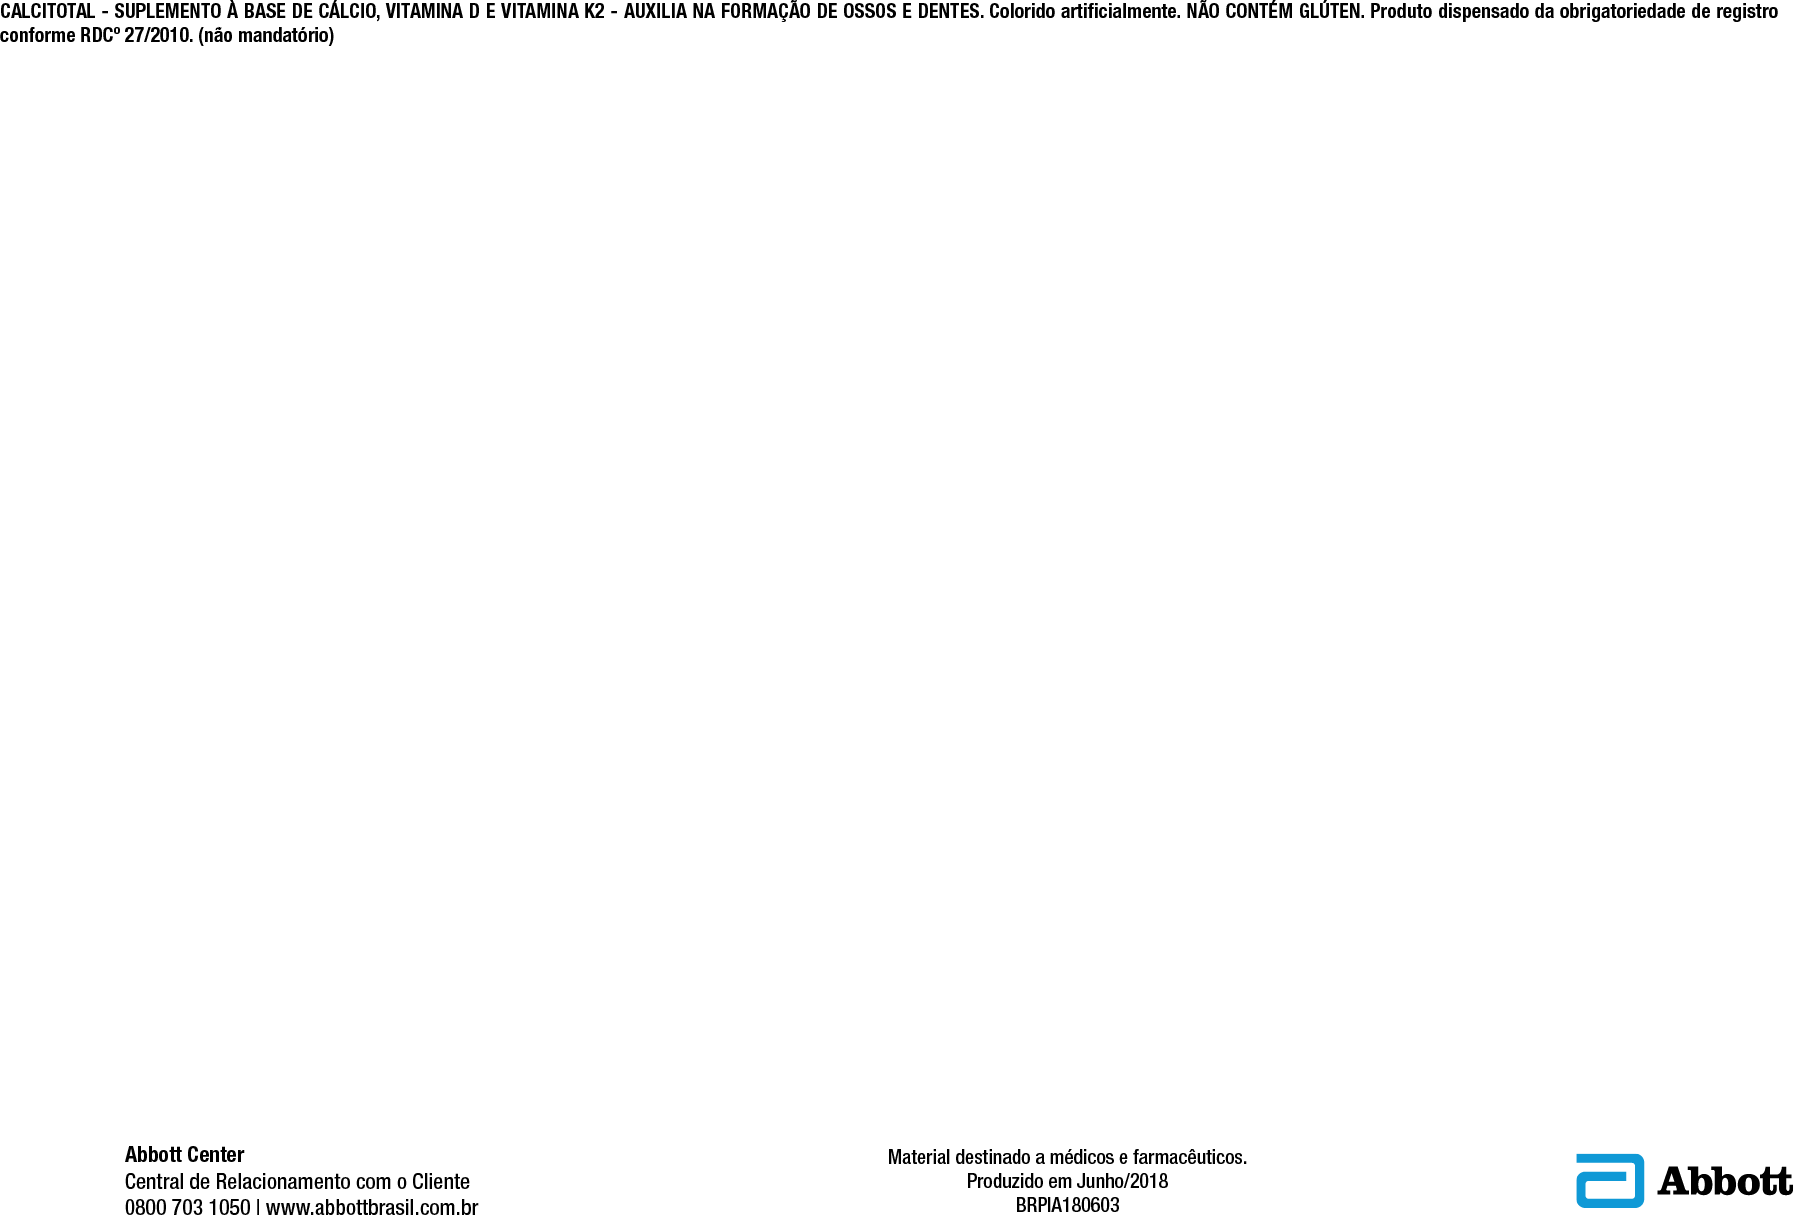 CALCITOTAL - SUPLEMENTO À BASE DE CÁLCIO, VITAMINA D E VITAMINA K2 - AUXILIA NA FORMAÇÃO DE OSSOS E DENTES. Colorido artificialmente. NÃO CONTÉM GLÚTEN. Produto dispensado da obrigatoriedade de registro
conforme RDCº 27/2010. (não mandatório)
Abbott Center
Central de Relacionamento com o Cliente
0800 703 1050 | www.abbottbrasil.com.br
Material destinado a médicos e farmacêuticos.
Produzido em Junho/2018
BRPIA180603
Abbott